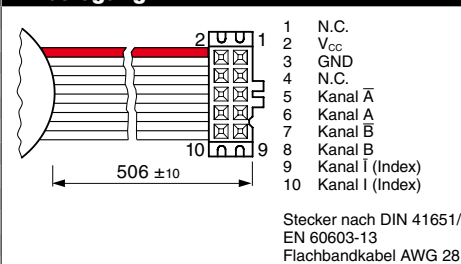 2
1
10
9
506 ±10
1 N.C.
2 V_CC
3 GND
4 N.C.
5 Kanal A̅
6 Kanal A
7 Kanal B̅
8 Kanal B
9 Kanal I̅ (Index)
10 Kanal I (Index)
Stecker nach DIN 41651/
EN 60603-13
Flachbandkabel AWG 28